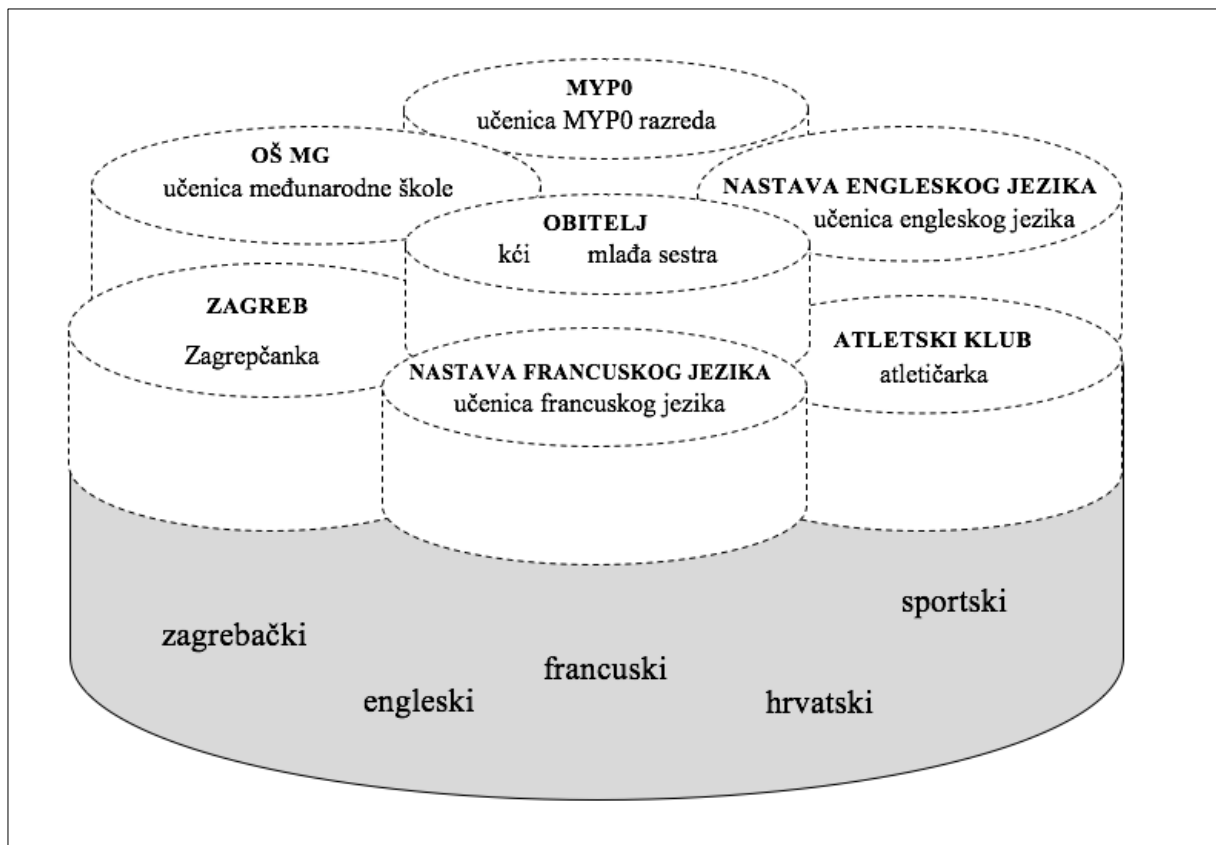 MYP0
učenica MYP0 razreda
OŠ MG
učenica međunarodne škole
NASTAVA ENGLESKOG JEZIKA
učenica engleskog jezika
OBITELJ
kći mlađa sestra
ZAGREB
Zagrepčanka
ATLETSKI KLUB
atletičarka
NASTAVA FRANCUSKOG JEZIKA
učenica francuskog jezika
sportski
zagrebački
francuski
engleski
hrvatski